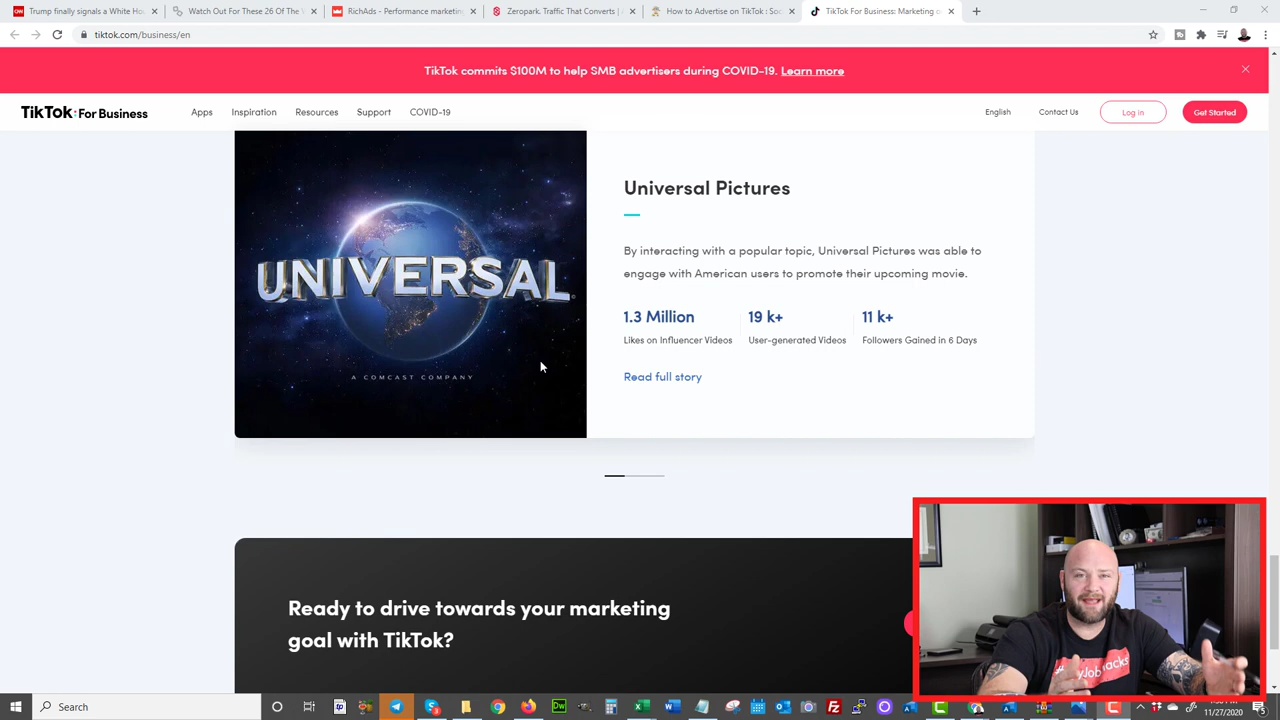 Trump finally signals a White Ho
Watch Out For These 26 Of The
RichAds - Performance marketing
Zeropark. Traffic That Converts |
How to Advertise on TikTok : Soc
TikTok For Business: Marketing o
tiktok.com/business/en
TikTok commits $100M to help SMB advertisers during COVID-19. Learn more
TikTok: For Business
Apps Inspiration Resources Support COVID-19
English Contact Us Log in Get Started
UNIVERSAL
A COMCAST COMPANY
Universal Pictures
By interacting with a popular topic, Universal Pictures was able to
engage with American users to promote their upcoming movie.
1.3 Million 19 k+ 11 k+
Likes on Influencer Videos User-generated Videos Followers Gained in 6 Days
Read full story
Ready to drive towards your marketing
goal with TikTok?
Search
11/27/2020